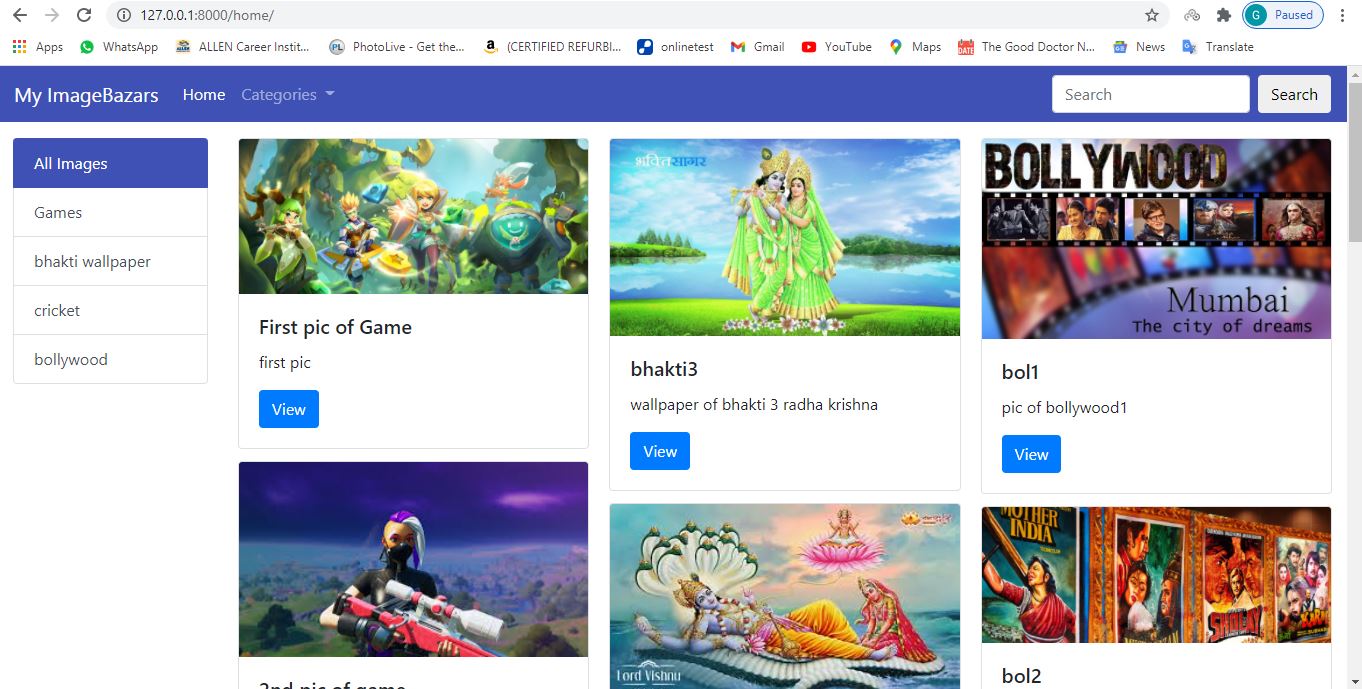 127.0.0.1:8000/home/
G Paused
Apps WhatsApp ALLEN Career Instit... PhotoLive - Get the... (CERTIFIED REFURBI... onlinetest Gmail YouTube Maps The Good Doctor N... News Translate
My ImageBazars Home Categories Search Search
All Images
Games
bhakti wallpaper
cricket
bollywood
First pic of Game
first pic
View
2nd pic of game
भक्तिसागर
bhakti3
wallpaper of bhakti 3 radha krishna
View
Lord Vishnu
BOLLYWOOD
Mumbai
The city of dreams
bol1
pic of bollywood1
View
MOTHER
INDIA
SHOLAY
bol2